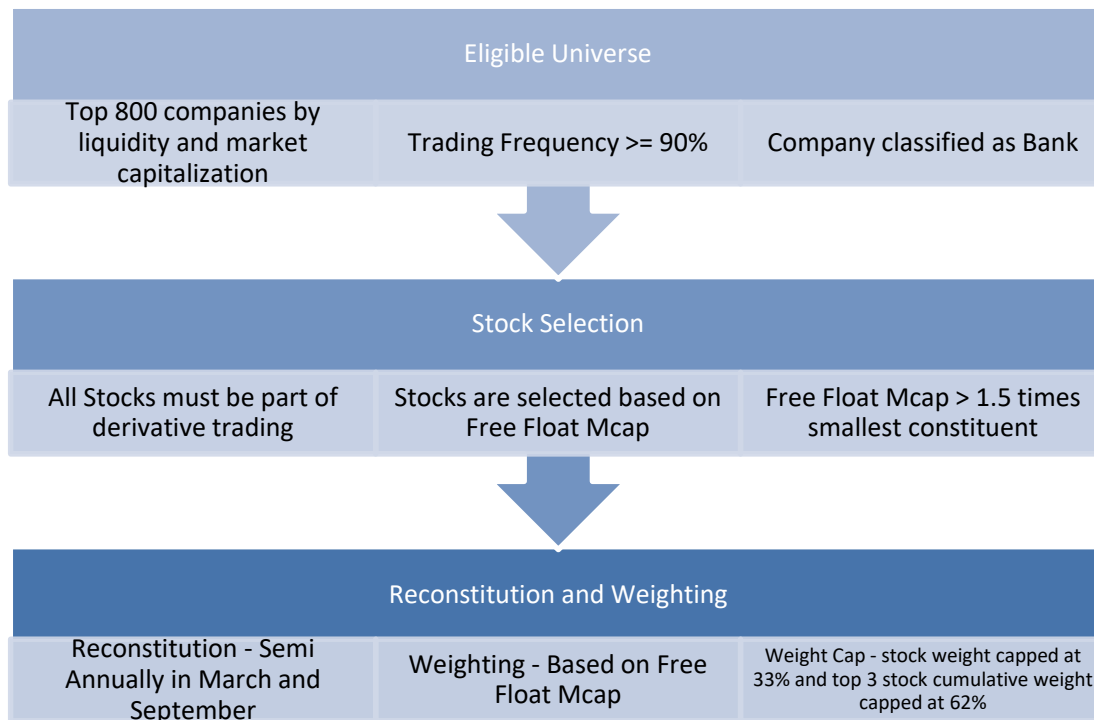 Eligible Universe
Top 800 companies by
liquidity and market
capitalization
Trading Frequency >= 90%
Company classified as Bank
Stock Selection
All Stocks must be part of
derivative trading
Stocks are selected based on
Free Float Mcap
Free Float Mcap > 1.5 times
smallest constituent
Reconstitution and Weighting
Reconstitution - Semi
Annually in March and
September
Weighting - Based on Free
Float Mcap
Weight Cap - stock weight capped at
33% and top 3 stock cumulative weight
capped at 62%